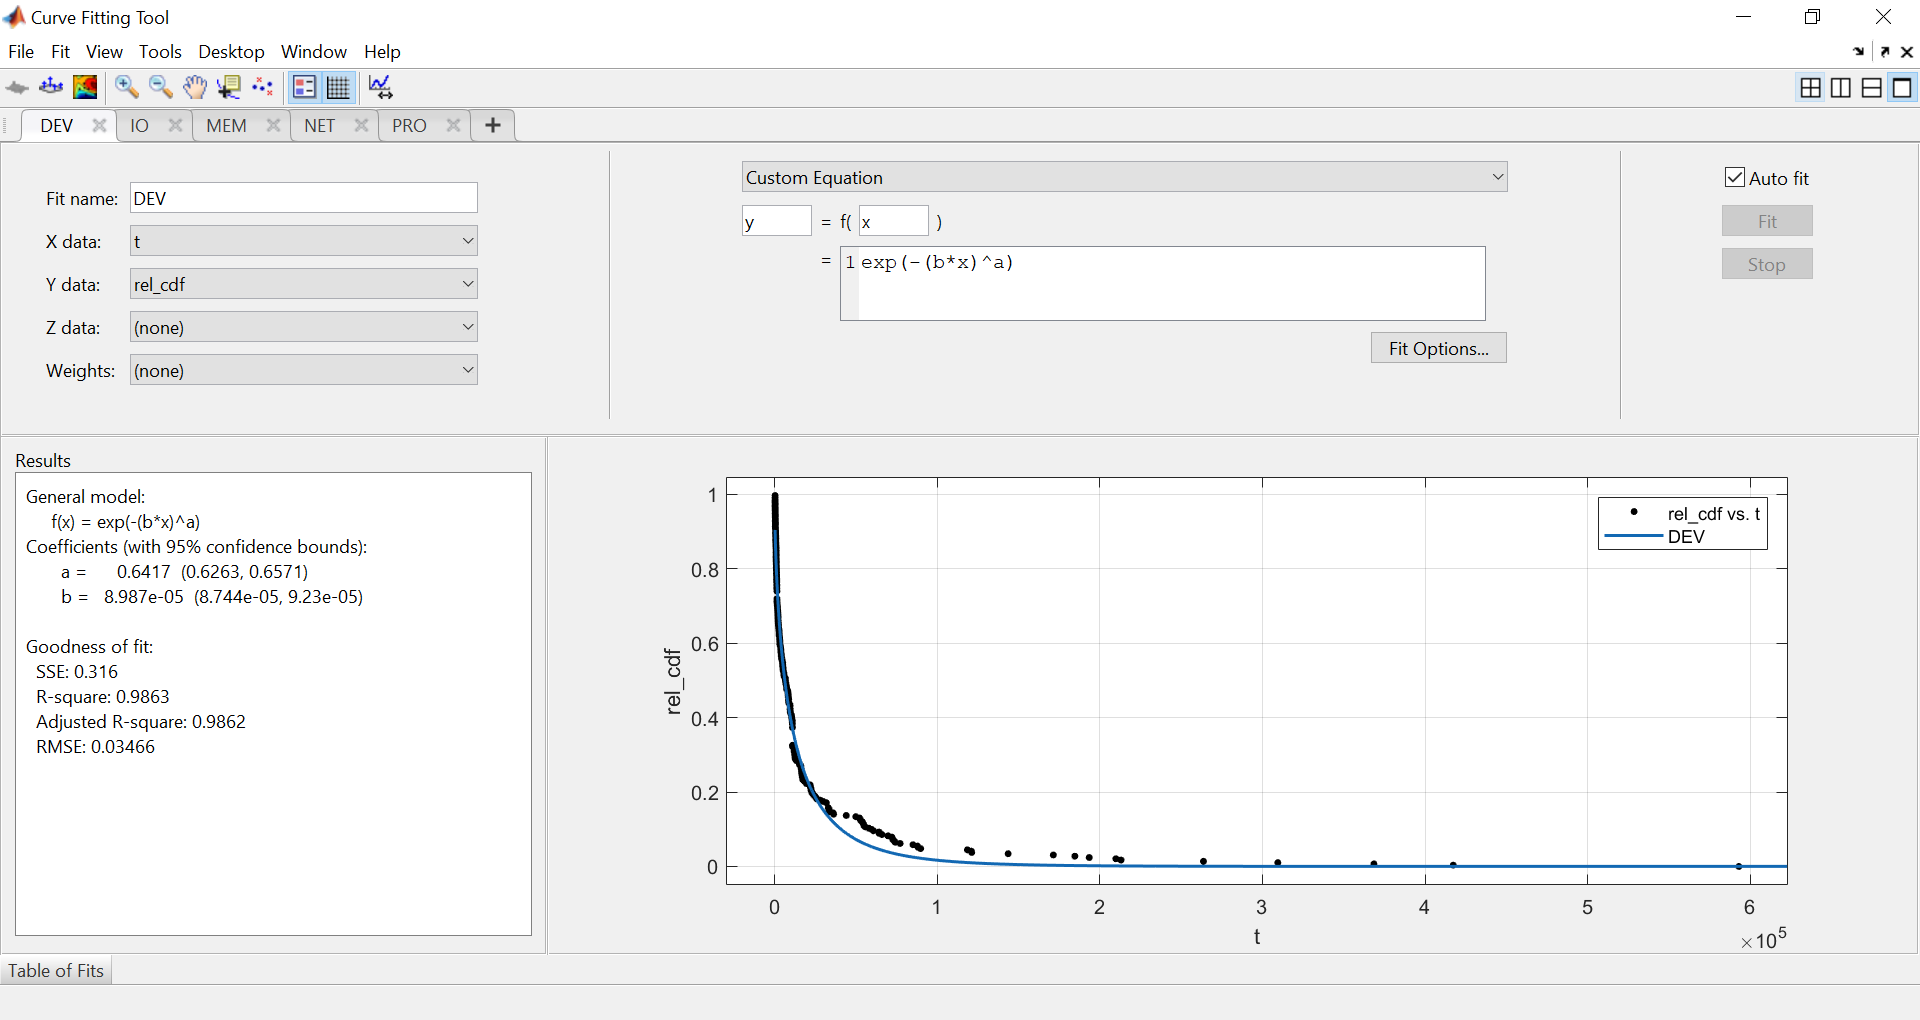 Curve Fitting Tool
File Fit View Tools Desktop Window Help
DEV IO MEM NET PRO
Fit name: DEV
X data: t
Y data: rel_cdf
Z data: (none)
Weights: (none)
Custom Equation
y = f( x )
= 1 exp(-(b*x)^a)
Fit Options...
Auto fit
Fit
Stop
Results
General model:
f(x) = exp(-(b*x)^a)
Coefficients (with 95% confidence bounds):
a = 0.6417 (0.6263, 0.6571)
b = 8.987e-05 (8.744e-05, 9.23e-05)
Goodness of fit:
SSE: 0.316
R-square: 0.9863
Adjusted R-square: 0.9862
RMSE: 0.03466
rel_cdf vs. t
DEV
1
0.8
0.6
0.4
0.2
0
rel_cdf
0 1 2 3 4 5 6
t
×10⁵
Table of Fits